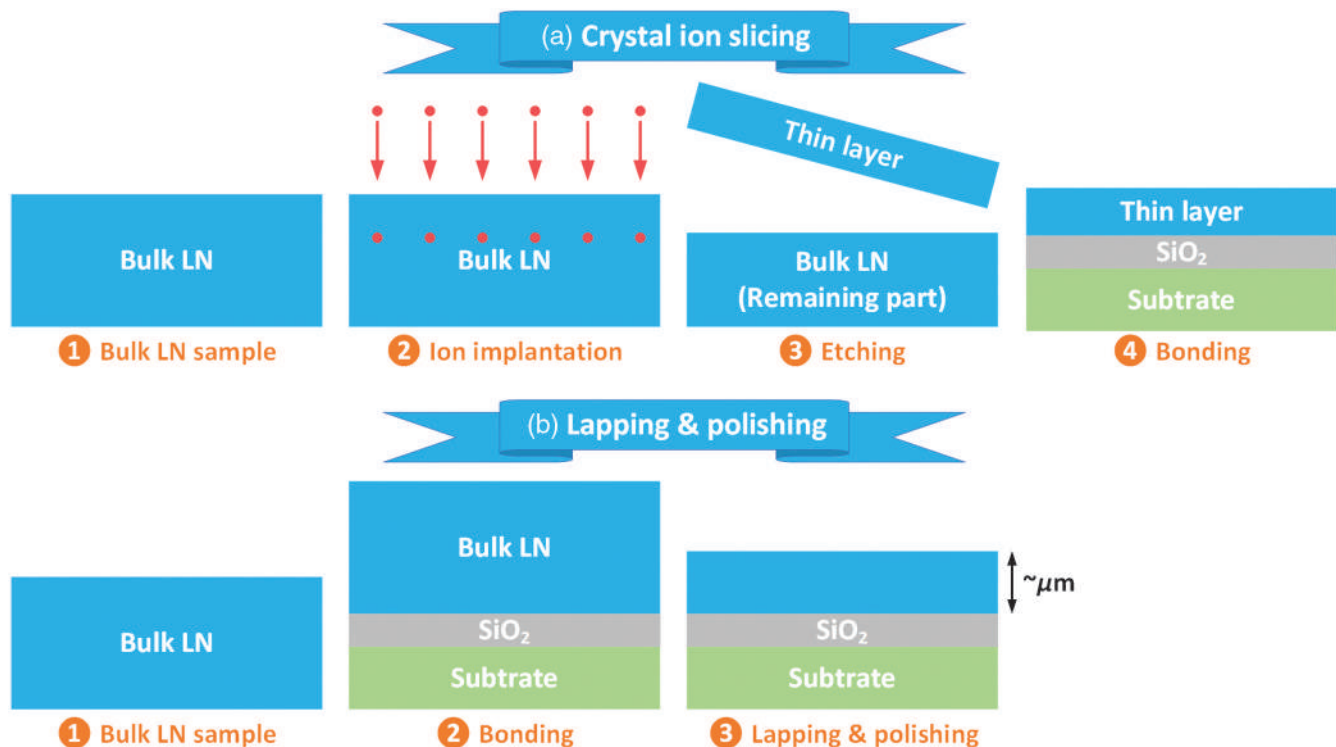 (a) Crystal ion slicing
Bulk LN
Bulk LN
Thin layer
Bulk LN
(Remaining part)
Thin layer
SiO₂
Subtrate
1 Bulk LN sample
2 Ion implantation
3 Etching
4 Bonding
(b) Lapping & polishing
Bulk LN
Bulk LN
SiO₂
Subtrate
SiO₂
Subtrate
~μm
1 Bulk LN sample
2 Bonding
3 Lapping & polishing